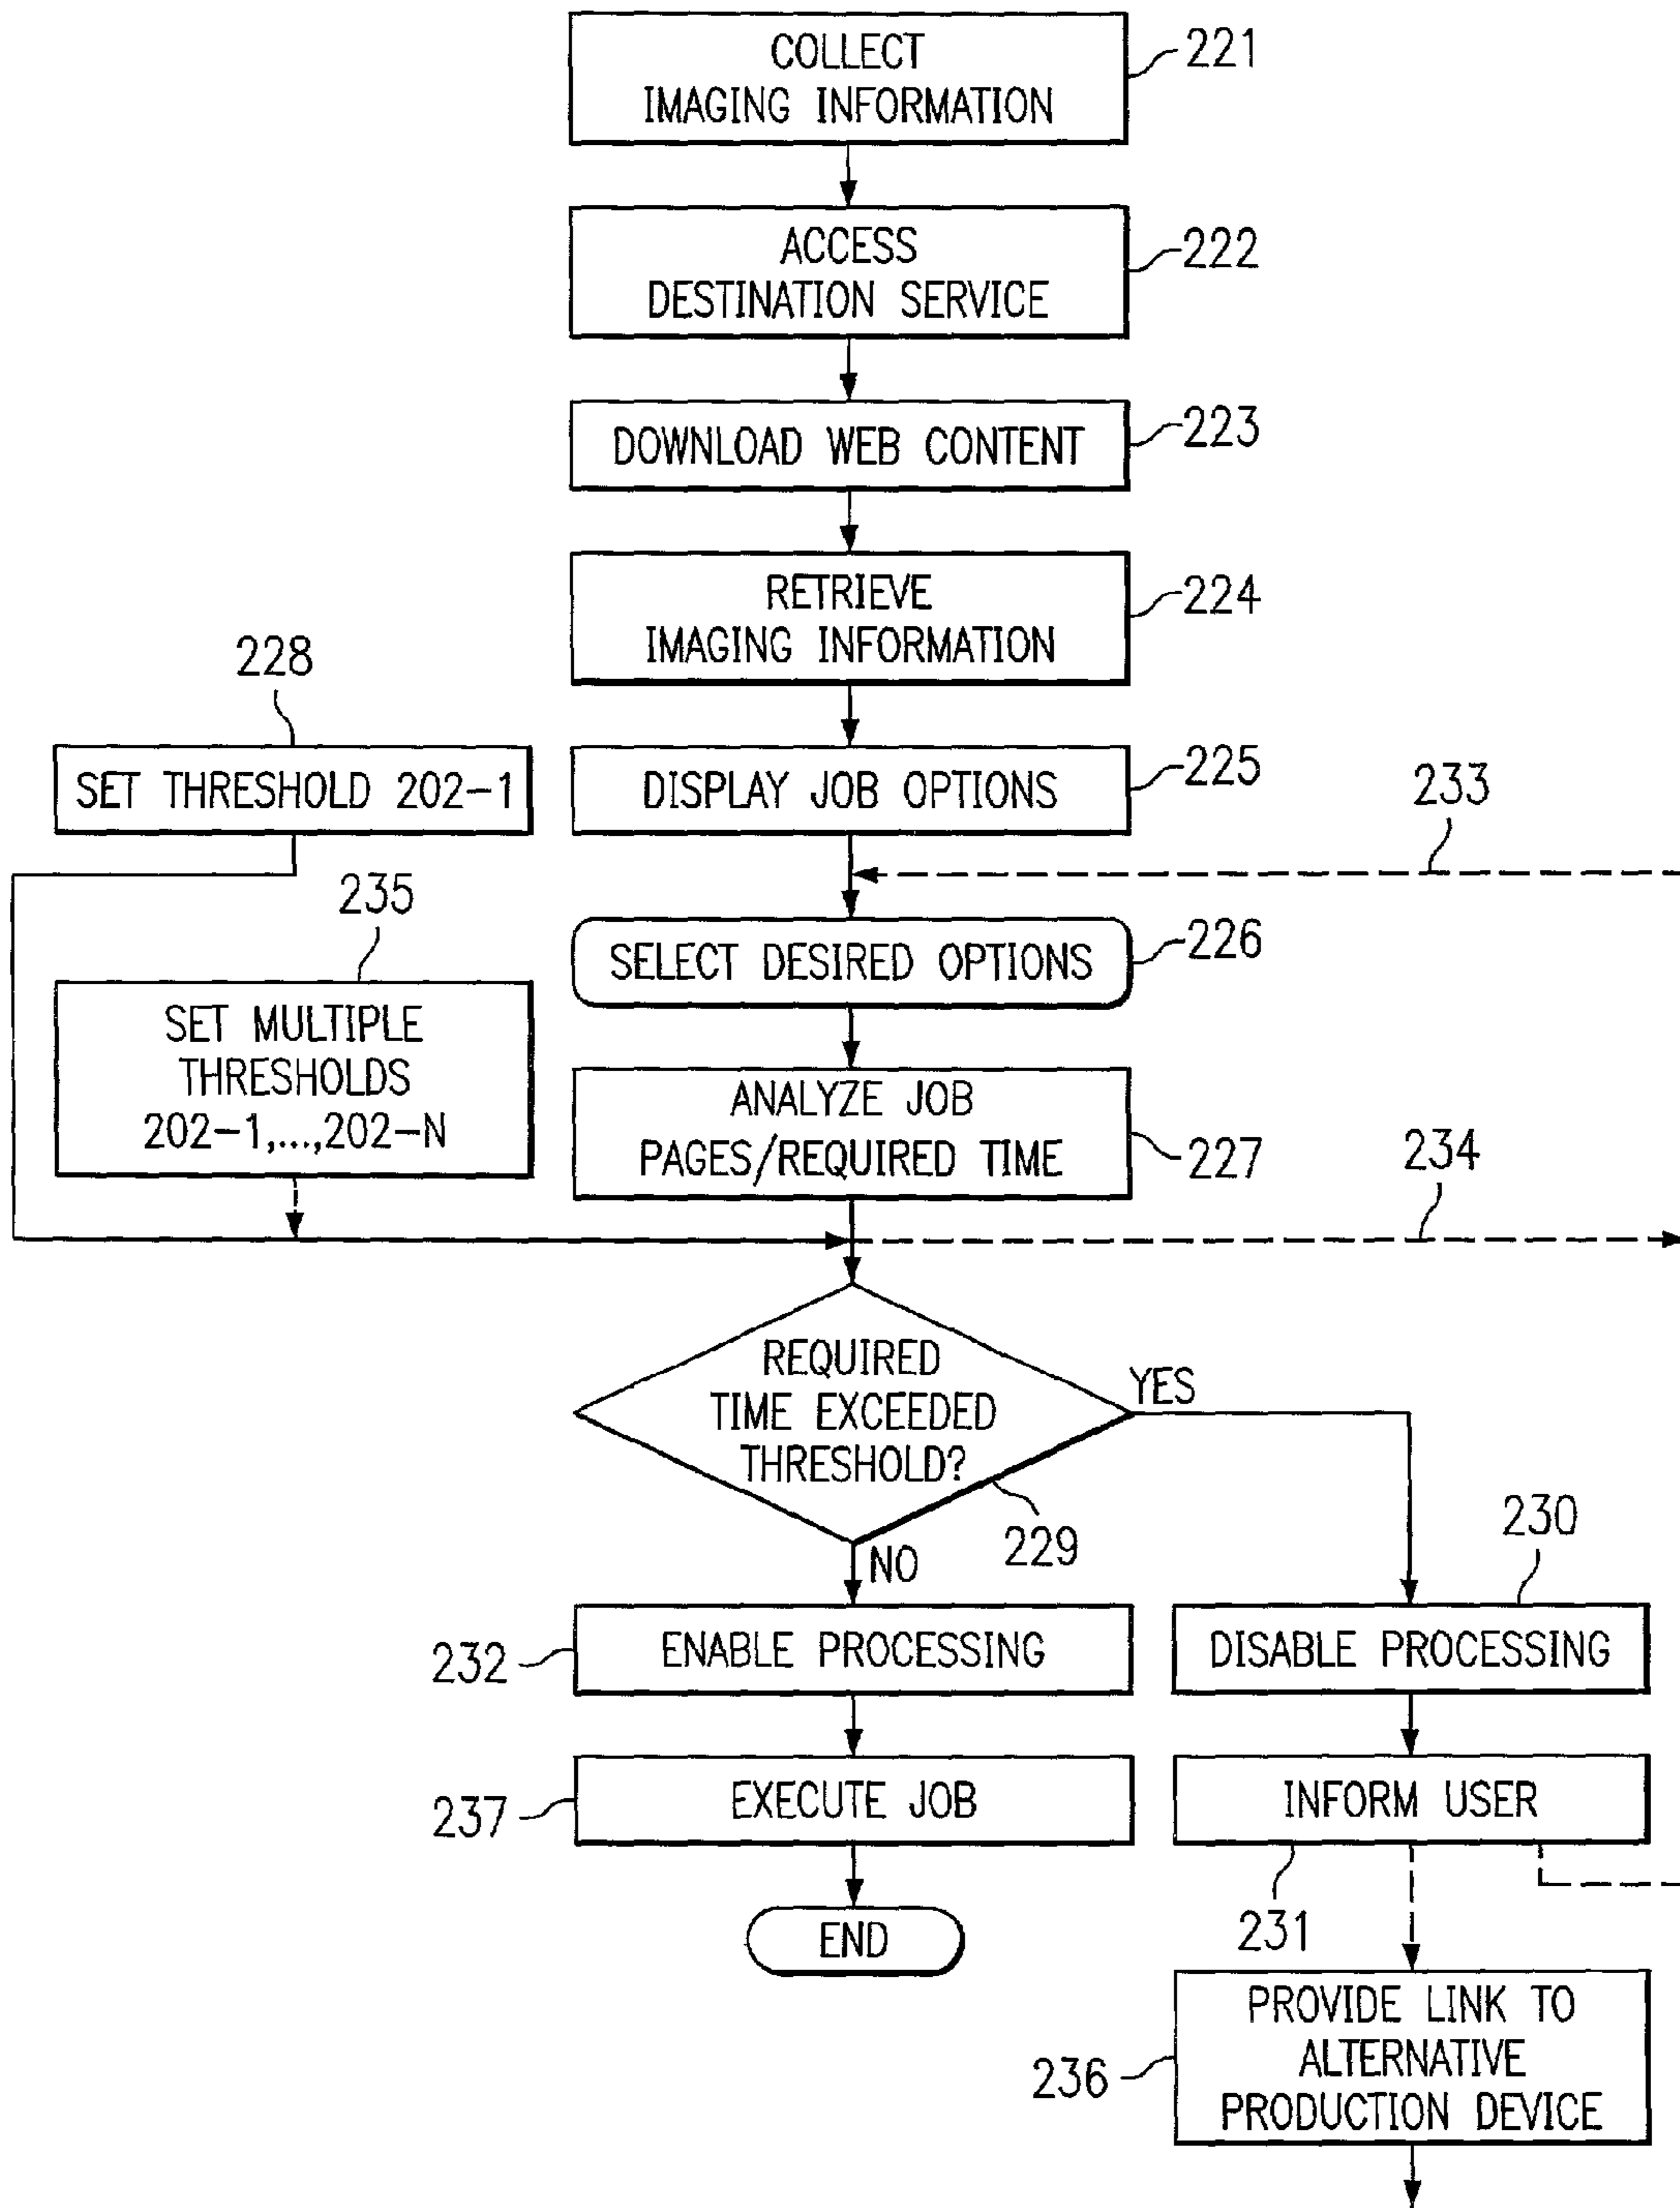 COLLECT
IMAGING INFORMATION
221
ACCESS
DESTINATION SERVICE
222
DOWNLOAD WEB CONTENT
223
RETRIEVE
IMAGING INFORMATION
224
228
SET THRESHOLD 202-1
DISPLAY JOB OPTIONS
225
233
235
SELECT DESIRED OPTIONS
226
SET MULTIPLE
THRESHOLDS
202-1,...,202-N
ANALYZE JOB
PAGES/REQUIRED TIME
227
234
REQUIRED
TIME EXCEEDED
THRESHOLD?
YES
229
NO
230
232
ENABLE PROCESSING
DISABLE PROCESSING
237
EXECUTE JOB
INFORM USER
231
END
PROVIDE LINK TO
ALTERNATIVE
PRODUCTION DEVICE
236